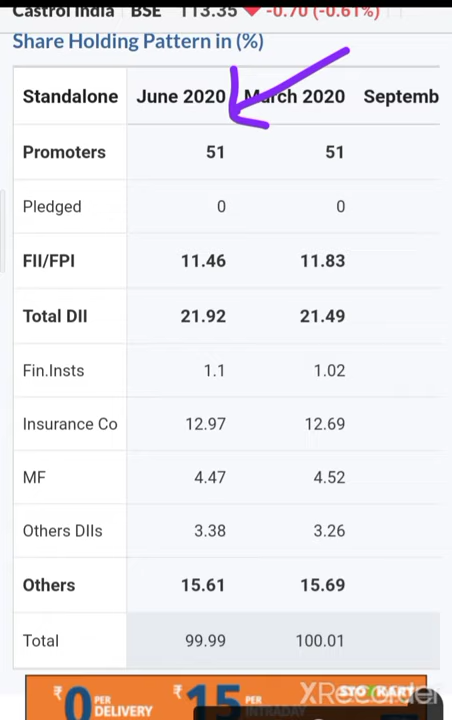 Castrol India BSE 113.35 -0.70 (-0.61%)
Share Holding Pattern in (%)
Standalone June 2020 March 2020 Septemb
Promoters 51 51
Pledged 0 0
FII/FPI 11.46 11.83
Total DII 21.92 21.49
Fin.Insts 1.1 1.02
Insurance Co 12.97 12.69
MF 4.47 4.52
Others DIIs 3.38 3.26
Others 15.61 15.69
Total 99.99 100.01
₹0 PER DELIVERY ₹15 PER INTRADAY
XRecorder